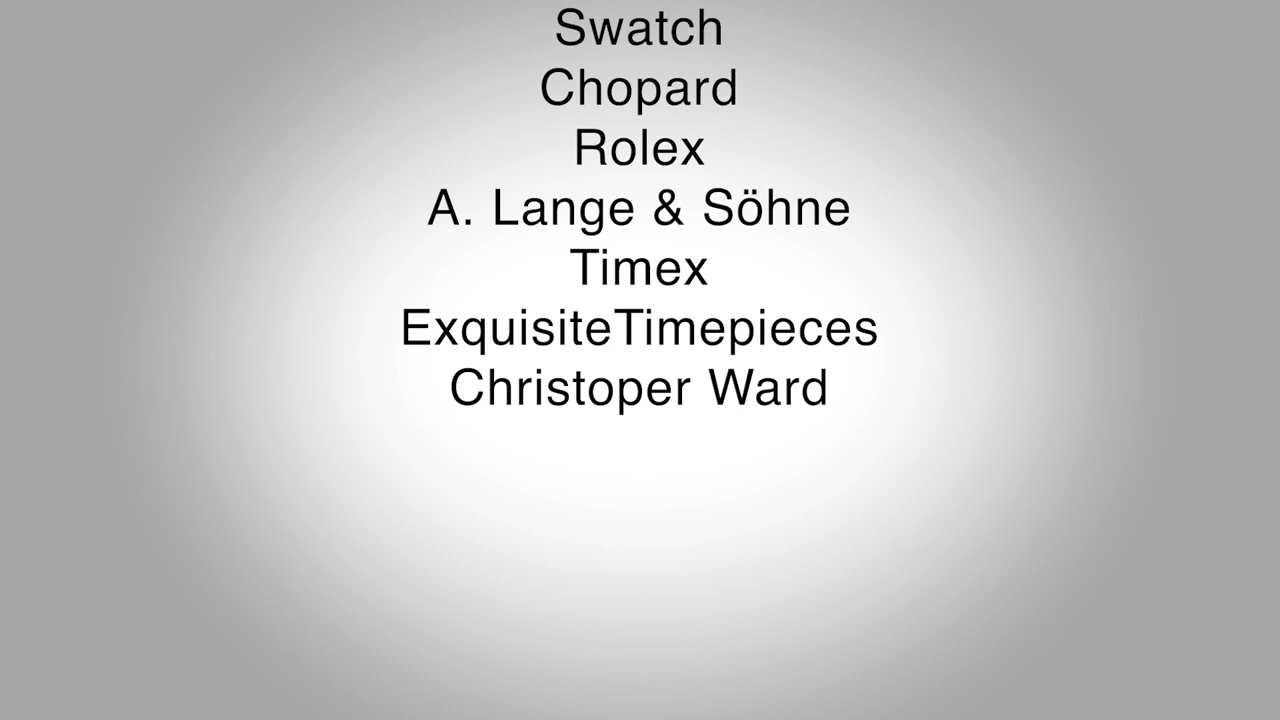 Swatch
Chopard
Rolex
A. Lange & Söhne
Timex
ExquisiteTimepieces
Christoper Ward